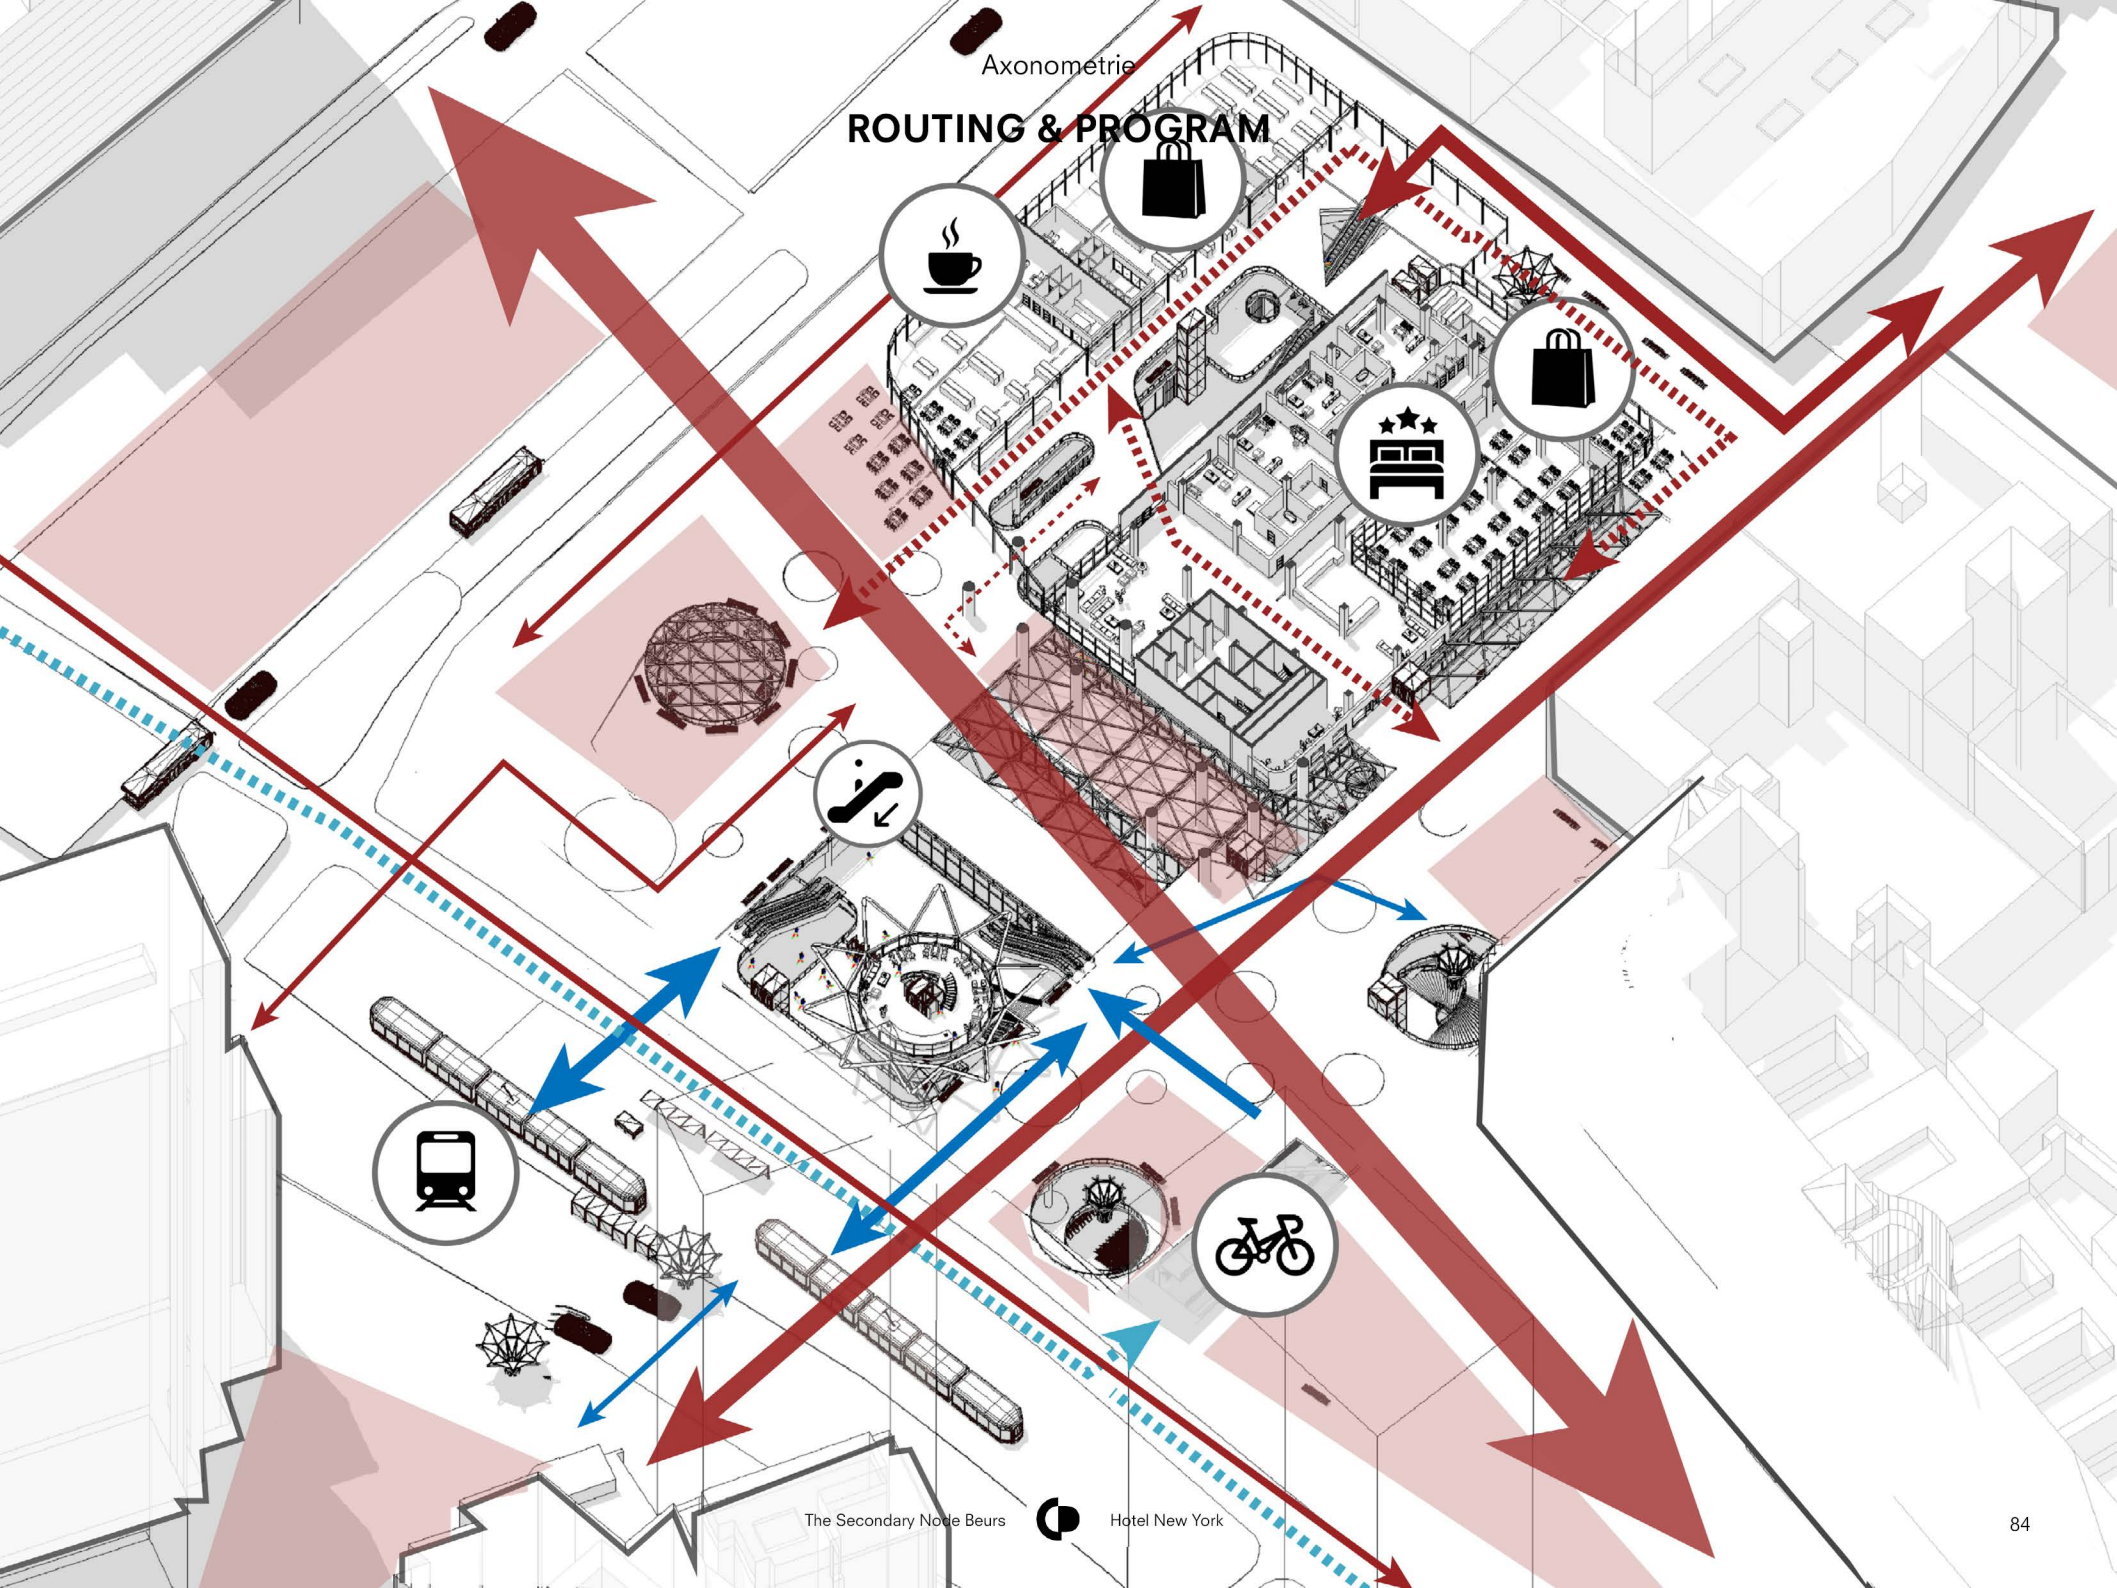 Axonometrie
ROUTING & PROGRAM
The Secondary Node Beurs
Hotel New York
84